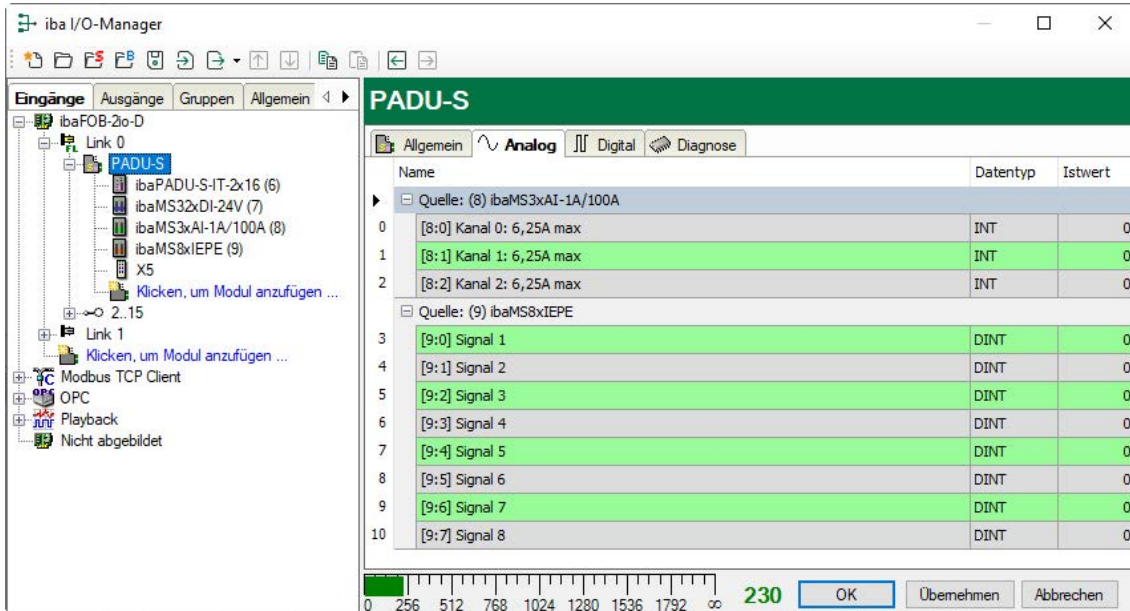 iba I/O-Manager
Eingänge Ausgänge Gruppen Allgemein
ibaFOB-2io-D
Link 0
PADU-S
ibaPADU-S-IT-2x16 (6)
ibaMS32xDI-24V (7)
ibaMS3xAI-1A/100A (8)
ibaMS8xIEPE (9)
X5
Klicken, um Modul anzufügen ...
2..15
Link 1
Klicken, um Modul anzufügen ...
Modbus TCP Client
OPC
Playback
Nicht abgebildet
PADU-S
Allgemein Analog Digital Diagnose
Name Datentyp Istwert
Quelle: (8) ibaMS3xAI-1A/100A
0 [8:0] Kanal 0: 6,25A max INT 0
1 [8:1] Kanal 1: 6,25A max INT 0
2 [8:2] Kanal 2: 6,25A max INT 0
Quelle: (9) ibaMS8xIEPE
3 [9:0] Signal 1 DINT 0
4 [9:1] Signal 2 DINT 0
5 [9:2] Signal 3 DINT 0
6 [9:3] Signal 4 DINT 0
7 [9:4] Signal 5 DINT 0
8 [9:5] Signal 6 DINT 0
9 [9:6] Signal 7 DINT 0
10 [9:7] Signal 8 DINT 0
0 256 512 768 1024 1280 1536 1792 ∞ 230 OK Übernehmen Abbrechen